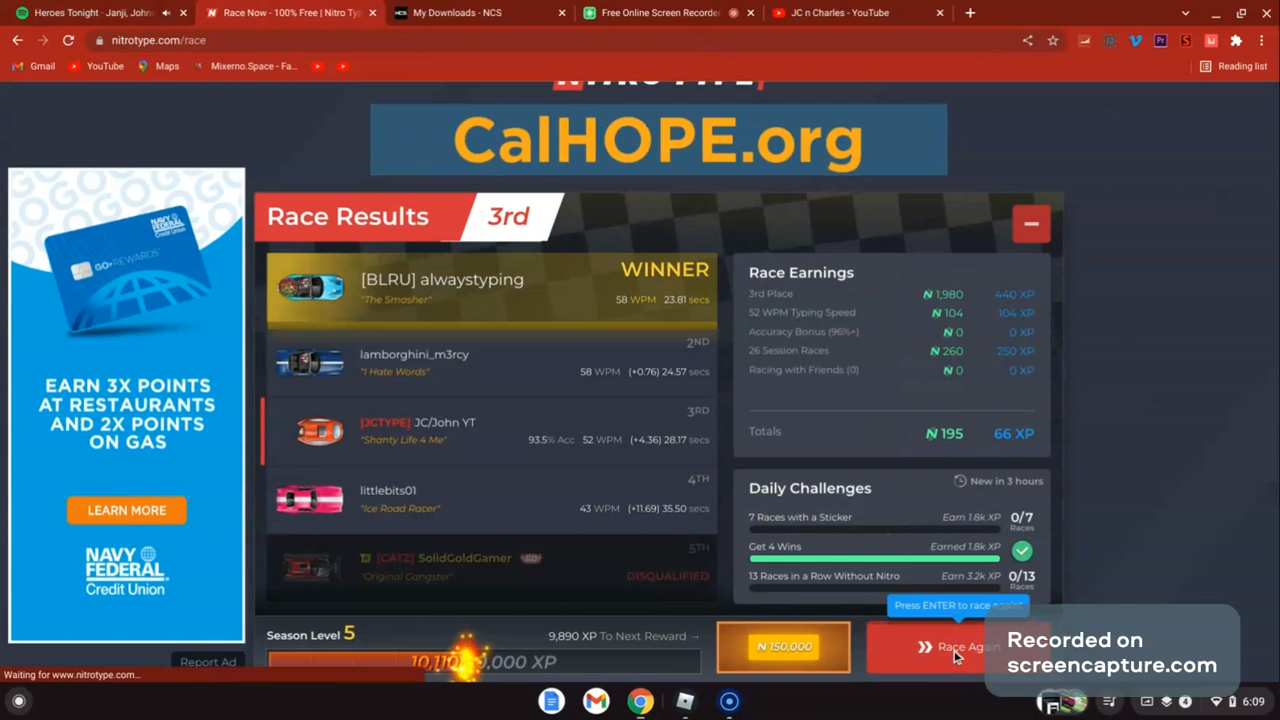 Heroes Tonight - Janji, Johnn
Race Now - 100% Free | Nitro Typ
My Downloads - NCS
Free Online Screen Recorder
JC n Charles - YouTube
nitrotype.com/race
Gmail
YouTube
Maps
Mixerno.Space - Fa...
Reading list
CalHOPE.org
NAVY FEDERAL Credit Union
GO REWARDS
EARN 3X POINTS
AT RESTAURANTS
AND 2X POINTS
ON GAS
LEARN MORE
NAVY
FEDERAL
Credit Union
Report Ad
Race Results 3rd
[BLRU] alwaystyping WINNER
"The Smasher" 58 WPM 23.81 secs
lamborghini_m3rcy 2ND
"I Hate Words" 58 WPM (+0.76) 24.57 secs
[JCTYPE] JC/John YT 3RD
"Shanty Life 4 Me" 93.5% Acc 52 WPM (+4.36) 28.17 secs
littlebits01 4TH
"Ice Road Racer" 43 WPM (+11.69) 35.50 secs
[CATZ] SolidGoldGamer 5TH
"Original Gangster" DISQUALIFIED
Race Earnings
3rd Place N 1,980 440 XP
52 WPM Typing Speed N 104 104 XP
Accuracy Bonus (96%+) N 0 0 XP
26 Session Races N 260 250 XP
Racing with Friends (0) N 0 0 XP
Totals N 195 66 XP
Daily Challenges New in 3 hours
7 Races with a Sticker Earn 1.8k XP 0/7 Races
Get 4 Wins Earned 1.8k XP
13 Races in a Row Without Nitro Earn 3.2k XP 0/13 Races
Press ENTER to race again!
Season Level 5 9,890 XP To Next Reward →
N 150,000
Race Again
Recorded on
screencapture.com
Waiting for www.nitrotype.com...
4 6:09